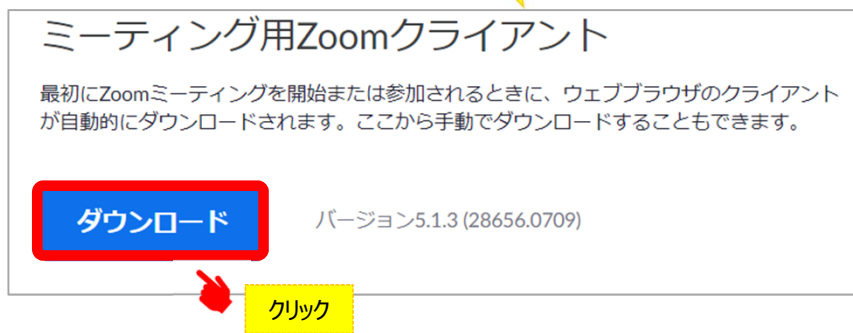 ミーティング用Zoomクライアント
最初にZoomミーティングを開始または参加されるときに、ウェブブラウザのクライアント
が自動的にダウンロードされます。ここから手動でダウンロードすることもできます。
ダウンロード
バージョン5.1.3 (28656.0709)
クリック